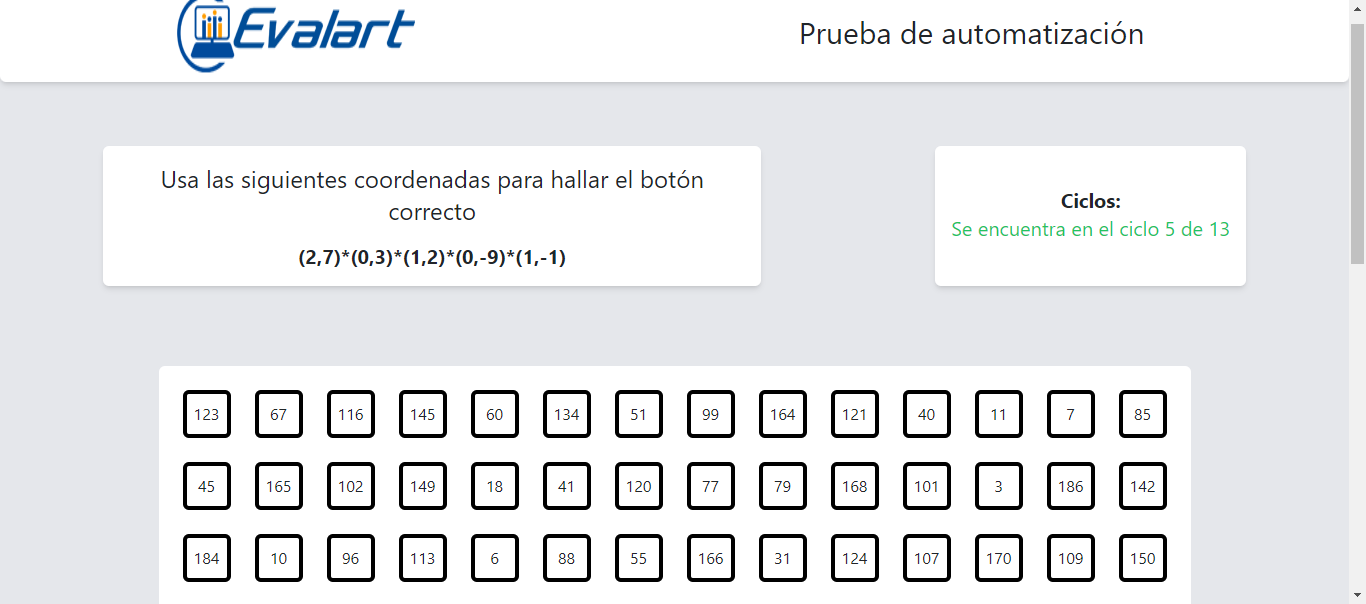 Evalart
Prueba de automatización
Usa las siguientes coordenadas para hallar el botón
correcto
(2,7)*(0,3)*(1,2)*(0,-9)*(1,-1)
Ciclos:
Se encuentra en el ciclo 5 de 13
123 67 116 145 60 134 51 99 164 121 40 11 7 85
45 165 102 149 18 41 120 77 79 168 101 3 186 142
184 10 96 113 6 88 55 166 31 124 107 170 109 150